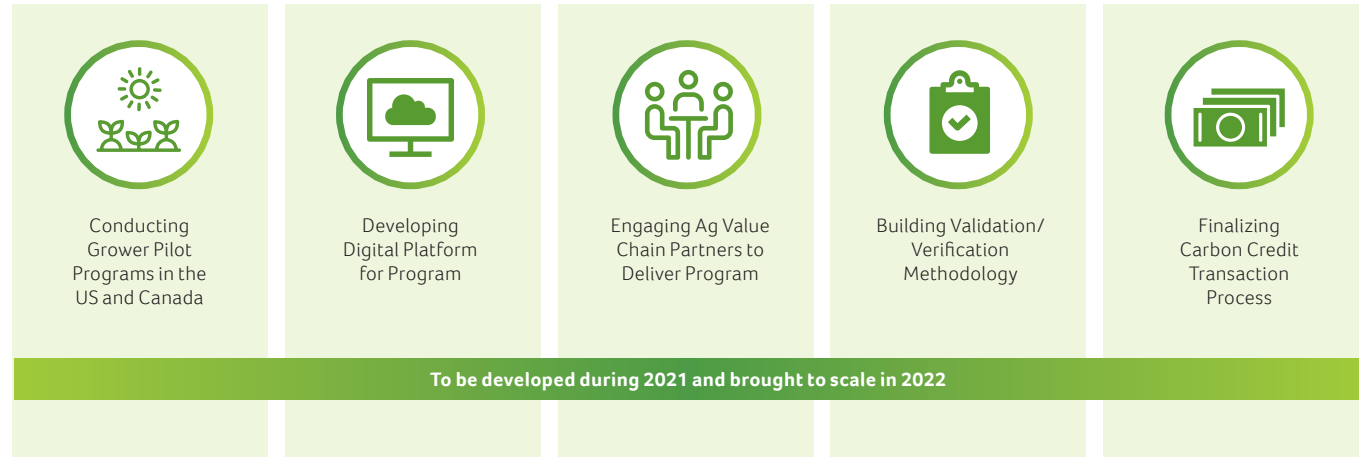 Conducting
Grower Pilot
Programs in the
US and Canada
Developing
Digital Platform
for Program
Engaging Ag Value
Chain Partners to
Deliver Program
Building Validation/
Verification
Methodology
Finalizing
Carbon Credit
Transaction
Process
To be developed during 2021 and brought to scale in 2022